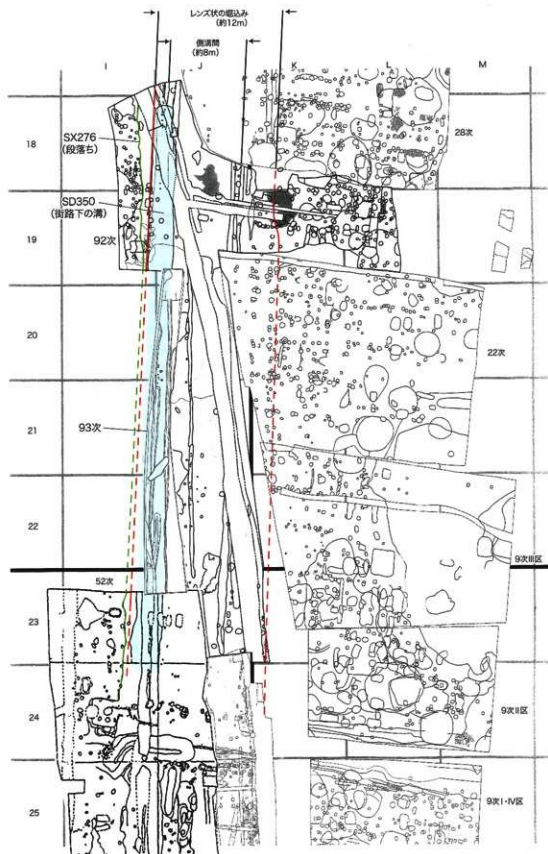 レンズ状の堀込み
(約12m)
側溝間
(約8m)
I
J
K
L
M
18
SX276
(段落ち)
28次
SD350
(街路下の溝)
19
92次
20
22次
21
93次
22
9次III区
52次
23
24
9次II区
25
9次I・IV区